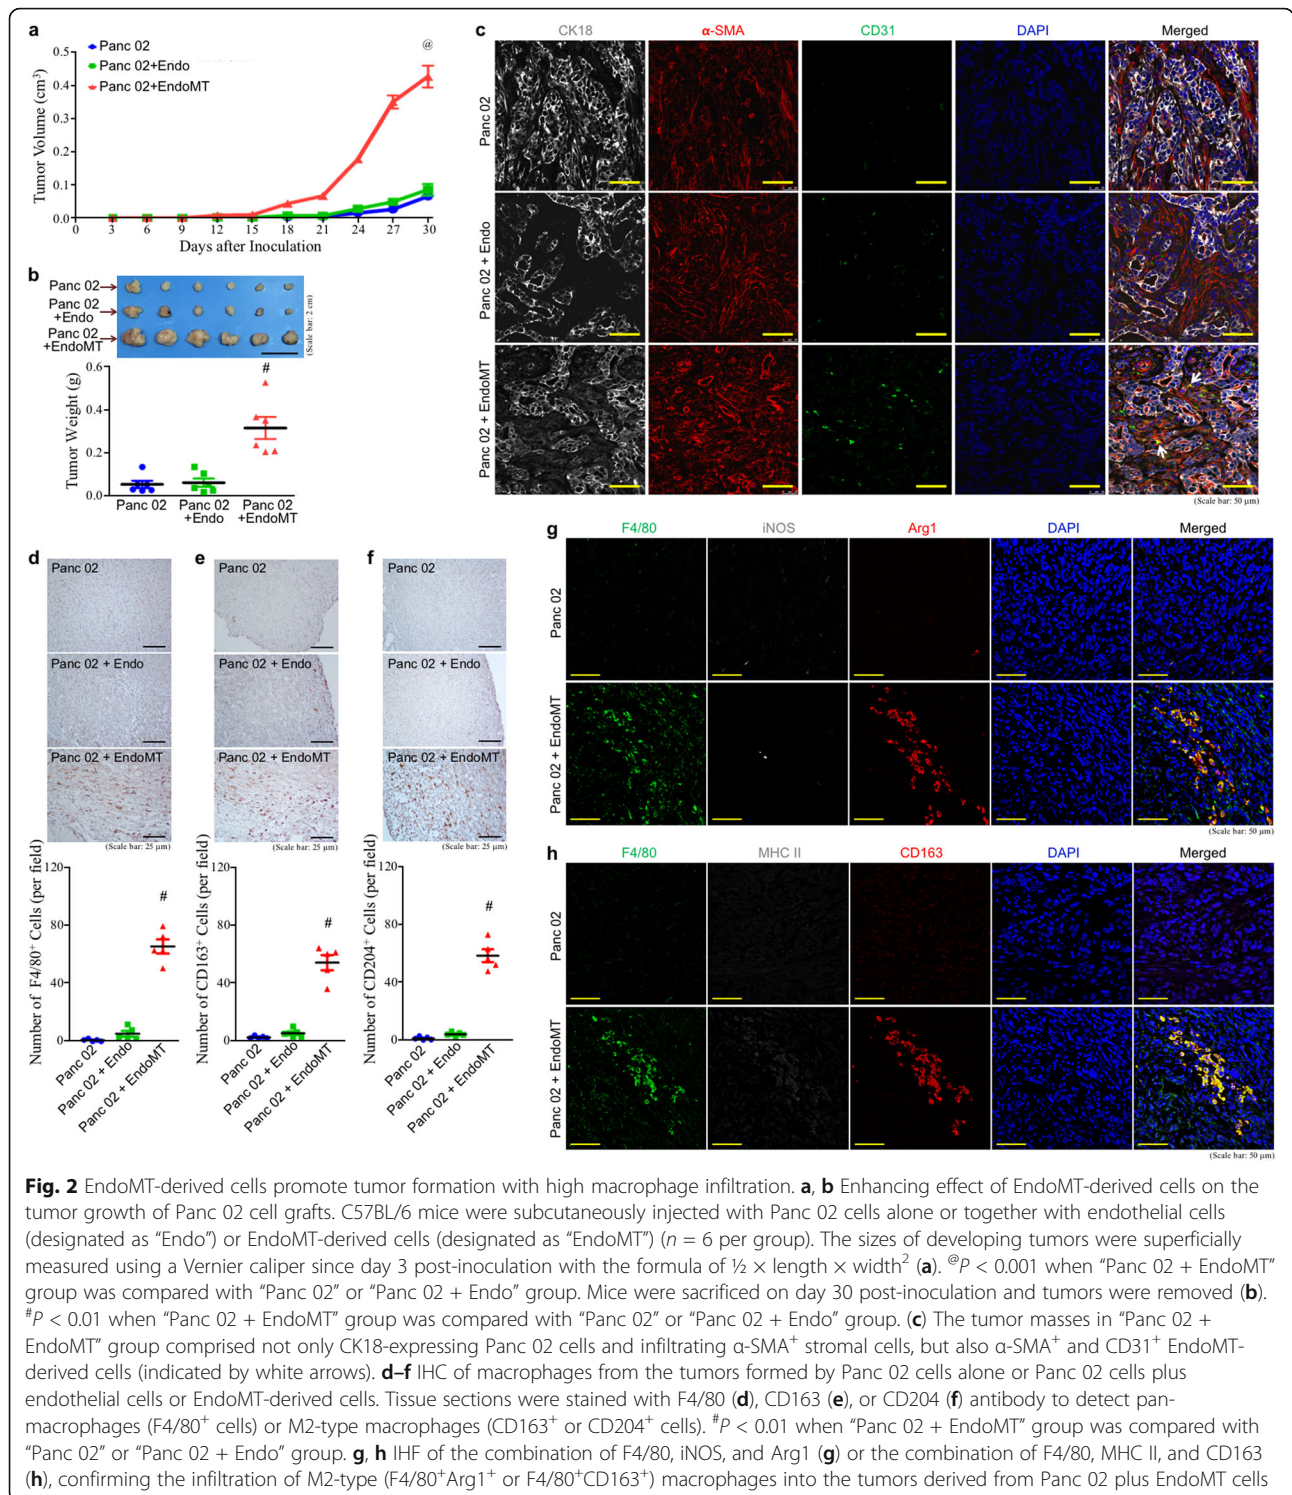 a
Panc 02
Panc 02+Endo
Panc 02+EndoMT
@
Tumor Volume (cm³)
0.5
0.4
0.3
0.2
0.1
0.0
0 3 6 9 12 15 18 21 24 27 30
Days after Inoculation
b
Panc 02
Panc 02
+Endo
Panc 02
+EndoMT
(Scale bar: 2 cm)
Tumor Weight (g)
0.6
0.4
0.2
0.0
#
Panc 02 Panc 02 Panc 02
+Endo +EndoMT
c
CK18 α-SMA CD31 DAPI Merged
Panc 02
Panc 02 + Endo
Panc 02 + EndoMT
(Scale bar: 50 µm)
d
Panc 02
Panc 02 + Endo
Panc 02 + EndoMT
(Scale bar: 25 µm)
Number of F4/80⁺ Cells (per field)
120
80
40
0
#
Panc 02
Panc 02 + Endo
Panc 02 + EndoMT
e
Panc 02
Panc 02 + Endo
Panc 02 + EndoMT
(Scale bar: 25 µm)
Number of CD163⁺ Cells (per field)
120
80
40
0
#
Panc 02
Panc 02 + Endo
Panc 02 + EndoMT
f
Panc 02
Panc 02 + Endo
Panc 02 + EndoMT
(Scale bar: 25 µm)
Number of CD204⁺ Cells (per field)
120
80
40
0
#
Panc 02
Panc 02 + Endo
Panc 02 + EndoMT
g
F4/80 iNOS Arg1 DAPI Merged
Panc 02
Panc 02 + EndoMT
(Scale bar: 50 µm)
h
F4/80 MHC II CD163 DAPI Merged
Panc 02
Panc 02 + EndoMT
(Scale bar: 50 µm)
Fig. 2 EndoMT-derived cells promote tumor formation with high macrophage infiltration. a, b Enhancing effect of EndoMT-derived cells on the
tumor growth of Panc 02 cell grafts. C57BL/6 mice were subcutaneously injected with Panc 02 cells alone or together with endothelial cells
(designated as “Endo”) or EndoMT-derived cells (designated as “EndoMT”) (n = 6 per group). The sizes of developing tumors were superficially
measured using a Vernier caliper since day 3 post-inoculation with the formula of ½ × length × width² (a). @P < 0.001 when “Panc 02 + EndoMT”
group was compared with “Panc 02” or “Panc 02 + Endo” group. Mice were sacrificed on day 30 post-inoculation and tumors were removed (b).
#P < 0.01 when “Panc 02 + EndoMT” group was compared with “Panc 02” or “Panc 02 + Endo” group. (c) The tumor masses in “Panc 02 +
EndoMT” group comprised not only CK18-expressing Panc 02 cells and infiltrating α-SMA⁺ stromal cells, but also α-SMA⁺ and CD31⁺ EndoMT-
derived cells (indicated by white arrows). d–f IHC of macrophages from the tumors formed by Panc 02 cells alone or Panc 02 cells plus
endothelial cells or EndoMT-derived cells. Tissue sections were stained with F4/80 (d), CD163 (e), or CD204 (f) antibody to detect pan-
macrophages (F4/80⁺ cells) or M2-type macrophages (CD163⁺ or CD204⁺ cells). #P < 0.01 when “Panc 02 + EndoMT” group was compared with
“Panc 02” or “Panc 02 + Endo” group. g, h IHF of the combination of F4/80, iNOS, and Arg1 (g) or the combination of F4/80, MHC II, and CD163
(h), confirming the infiltration of M2-type (F4/80⁺Arg1⁺ or F4/80⁺CD163⁺) macrophages into the tumors derived from Panc 02 plus EndoMT cells